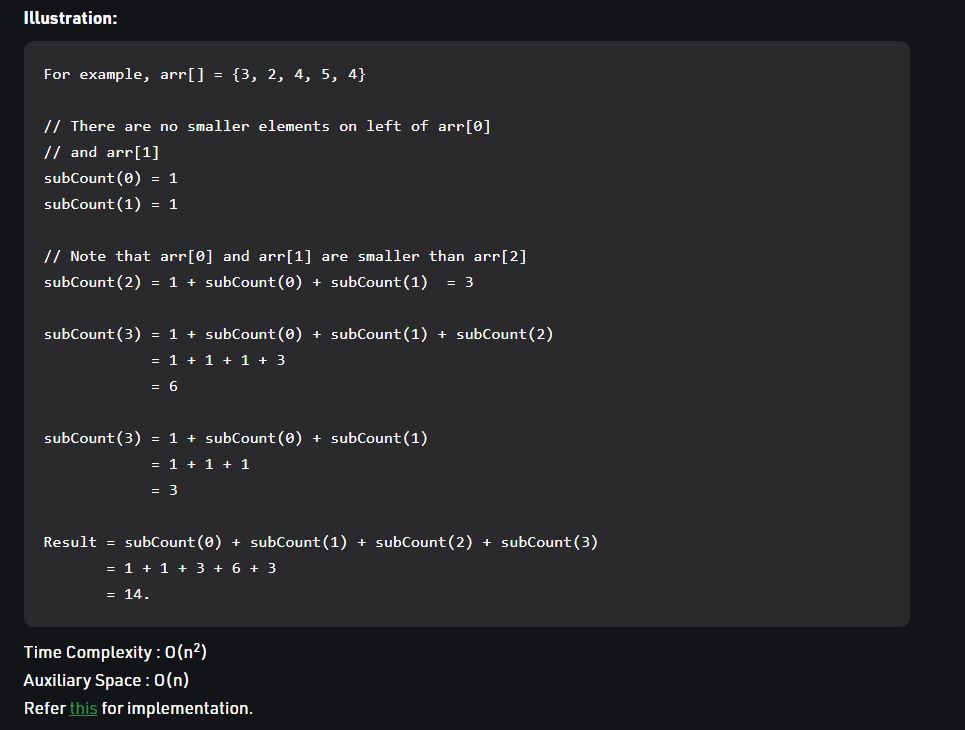 Illustration:
For example, arr[] = {3, 2, 4, 5, 4}
// There are no smaller elements on left of arr[0]
// and arr[1]
subCount(0) = 1
subCount(1) = 1
// Note that arr[0] and arr[1] are smaller than arr[2]
subCount(2) = 1 + subCount(0) + subCount(1)  = 3
subCount(3) = 1 + subCount(0) + subCount(1) + subCount(2)
= 1 + 1 + 1 + 3
= 6
subCount(3) = 1 + subCount(0) + subCount(1)
= 1 + 1 + 1
= 3
Result = subCount(0) + subCount(1) + subCount(2) + subCount(3)
= 1 + 1 + 3 + 6 + 3
= 14.
Time Complexity : O(n²)
Auxiliary Space : O(n)
Refer this for implementation.